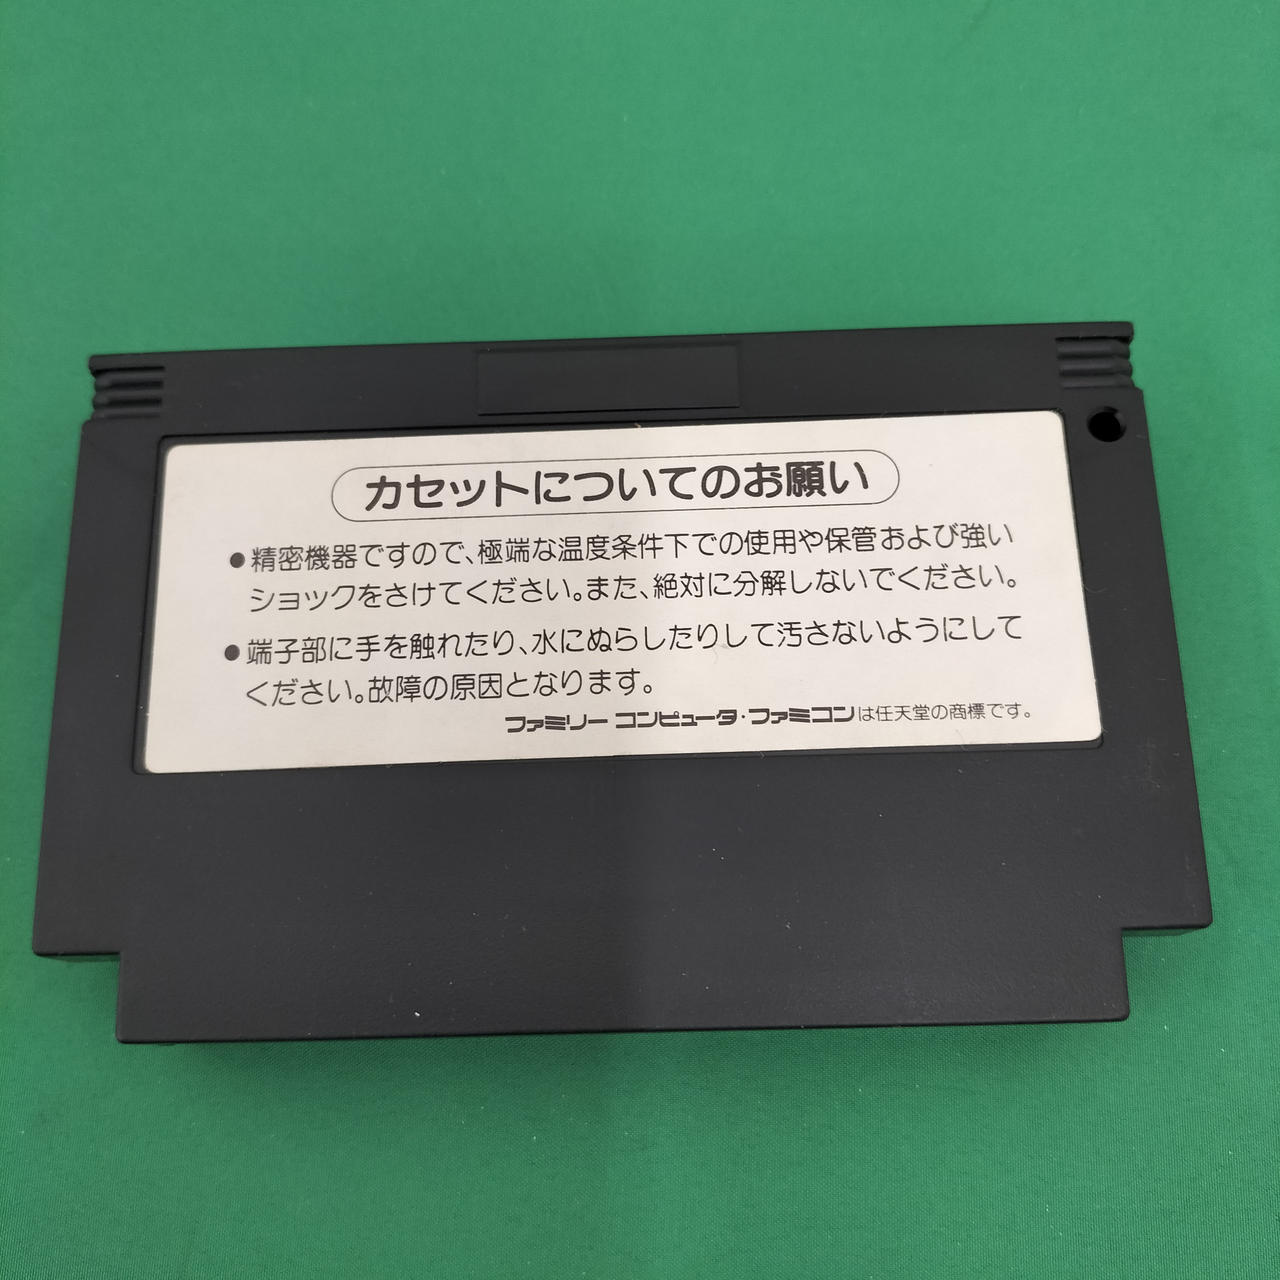 カセットについてのお願い
●精密機器ですので、極端な温度条件下での使用や保管および強い
ショックをさけてください。また、絶対に分解しないでください。
●端子部に手を触れたり、水にぬらしたりして汚さないようにして
ください。故障の原因となります。
ファミリー コンピュータ・ファミコンは任天堂の商標です。